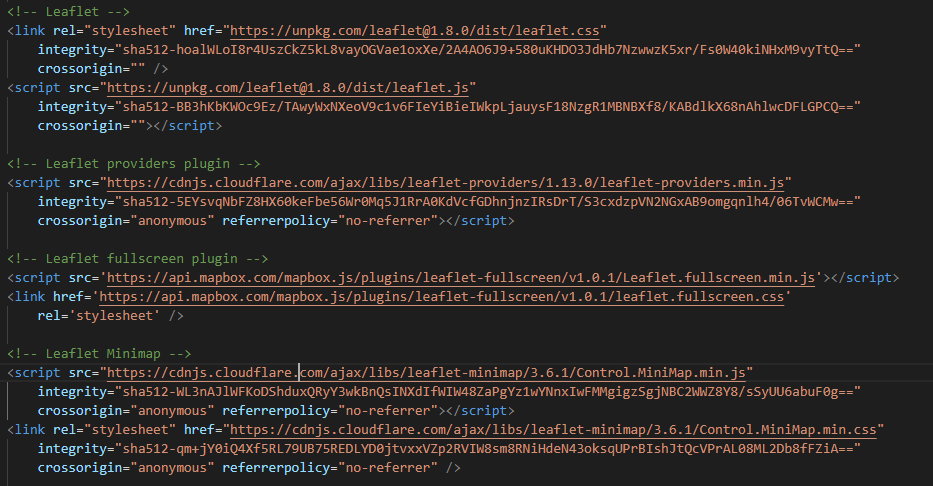 <!-- Leaflet -->
<link rel="stylesheet" href="https://unpkg.com/leaflet@1.8.0/dist/leaflet.css"
integrity="sha512-hoalWLoI8r4UszCkZ5kL8vayOGVae1oxXe/2A4AO6J9+580uKHDO3JdHb7NzwwzK5xr/Fs0W40kiNHxM9vyTtQ=="
crossorigin="" />
<script src="https://unpkg.com/leaflet@1.8.0/dist/leaflet.js"
integrity="sha512-BB3hKbKWOc9Ez/TAwyWxNXeoV9c1v6FIeYiBieIWkpLjauysF18NzgR1MBNBXf8/KABdlkX68nAhlwcDFLGPCQ=="
crossorigin=""></script>
<!-- Leaflet providers plugin -->
<script src="https://cdnjs.cloudflare.com/ajax/libs/leaflet-providers/1.13.0/leaflet-providers.min.js"
integrity="sha512-5EYsvqNbFZ8HX60keFbe56Wr0Mq5J1RrA0KdVcfGDhnjnzIRsDrT/S3cxdzpVN2NGxAB9omgqnlh4/06TvWCMw=="
crossorigin="anonymous" referrerpolicy="no-referrer"></script>
<!-- Leaflet fullscreen plugin -->
<script src='https://api.mapbox.com/mapbox.js/plugins/leaflet-fullscreen/v1.0.1/Leaflet.fullscreen.min.js'></script>
<link href='https://api.mapbox.com/mapbox.js/plugins/leaflet-fullscreen/v1.0.1/leaflet.fullscreen.css'
rel='stylesheet' />
<!-- Leaflet Minimap -->
<script src="https://cdnjs.cloudflare.com/ajax/libs/leaflet-minimap/3.6.1/Control.MiniMap.min.js"
integrity="sha512-WL3nAJlWFKoDShduxQRyY3wkBnQsINXdIfWIW48ZaPgYz1wYNnxIwFMMgigzSgjNBC2WWZ8Y8/sSyUU6abuF0g=="
crossorigin="anonymous" referrerpolicy="no-referrer"></script>
<link rel="stylesheet" href="https://cdnjs.cloudflare.com/ajax/libs/leaflet-minimap/3.6.1/Control.MiniMap.min.css"
integrity="sha512-qm+jY0iQ4Xf5RL79UB75REDLYD0jtvxxVZp2RVIW8sm8RNiHdeN43oksqUPrBIshJtQcVPrAL08ML2Db8fFZiA=="
crossorigin="anonymous" referrerpolicy="no-referrer" />